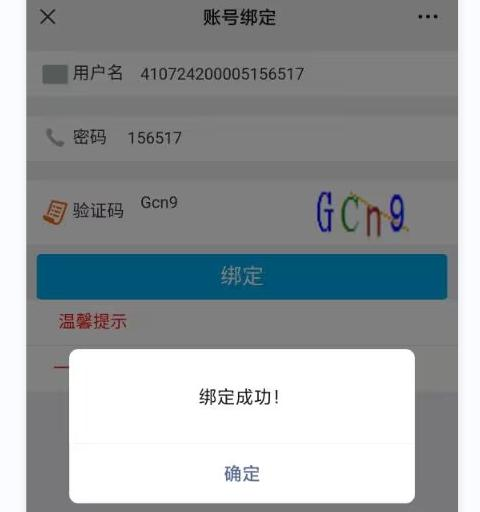 账号绑定
用户名 410724200005156517
密码 156517
验证码 Gcn9 GCn9
绑定
温馨提示
绑定成功!
确定